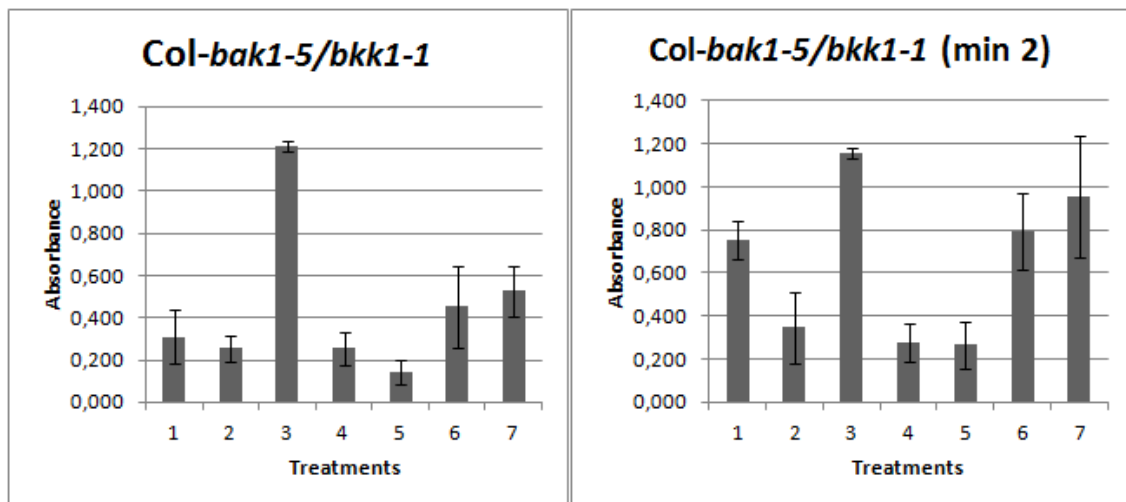 Col-bak1-5/bkk1-1
1,400
1,200
1,000
0,800
0,600
0,400
0,200
0,000
Absorbance
1 2 3 4 5 6 7
Treatments
Col-bak1-5/bkk1-1 (min 2)
1,400
1,200
1,000
0,800
0,600
0,400
0,200
0,000
Absorbance
1 2 3 4 5 6 7
Treatments